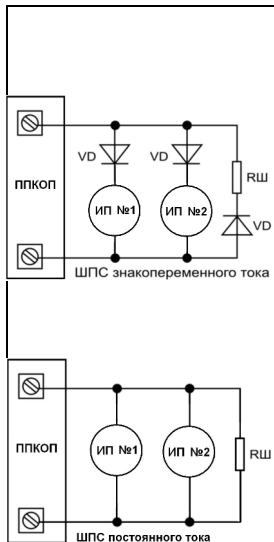 ППКОП
VD
VD
RШ
ИП №1
ИП №2
VD
ШПС знакопеременного тока
ППКОП
ИП №1
ИП №2
RШ
ШПС постоянного тока